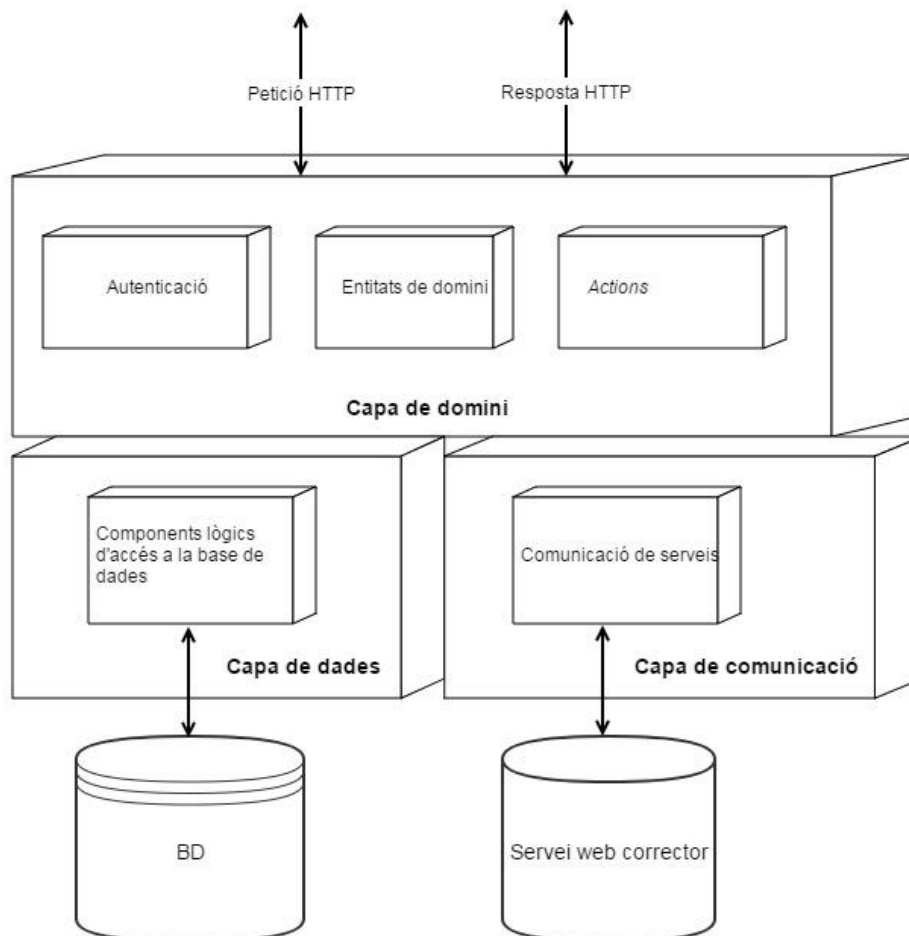 Petició HTTP
Resposta HTTP
Autenticació
Entitats de domini
Actions
Capa de domini
Components lògics
d'accés a la base de
dades
Comunicació de serveis
Capa de dades
Capa de comunicació
BD
Servei web corrector